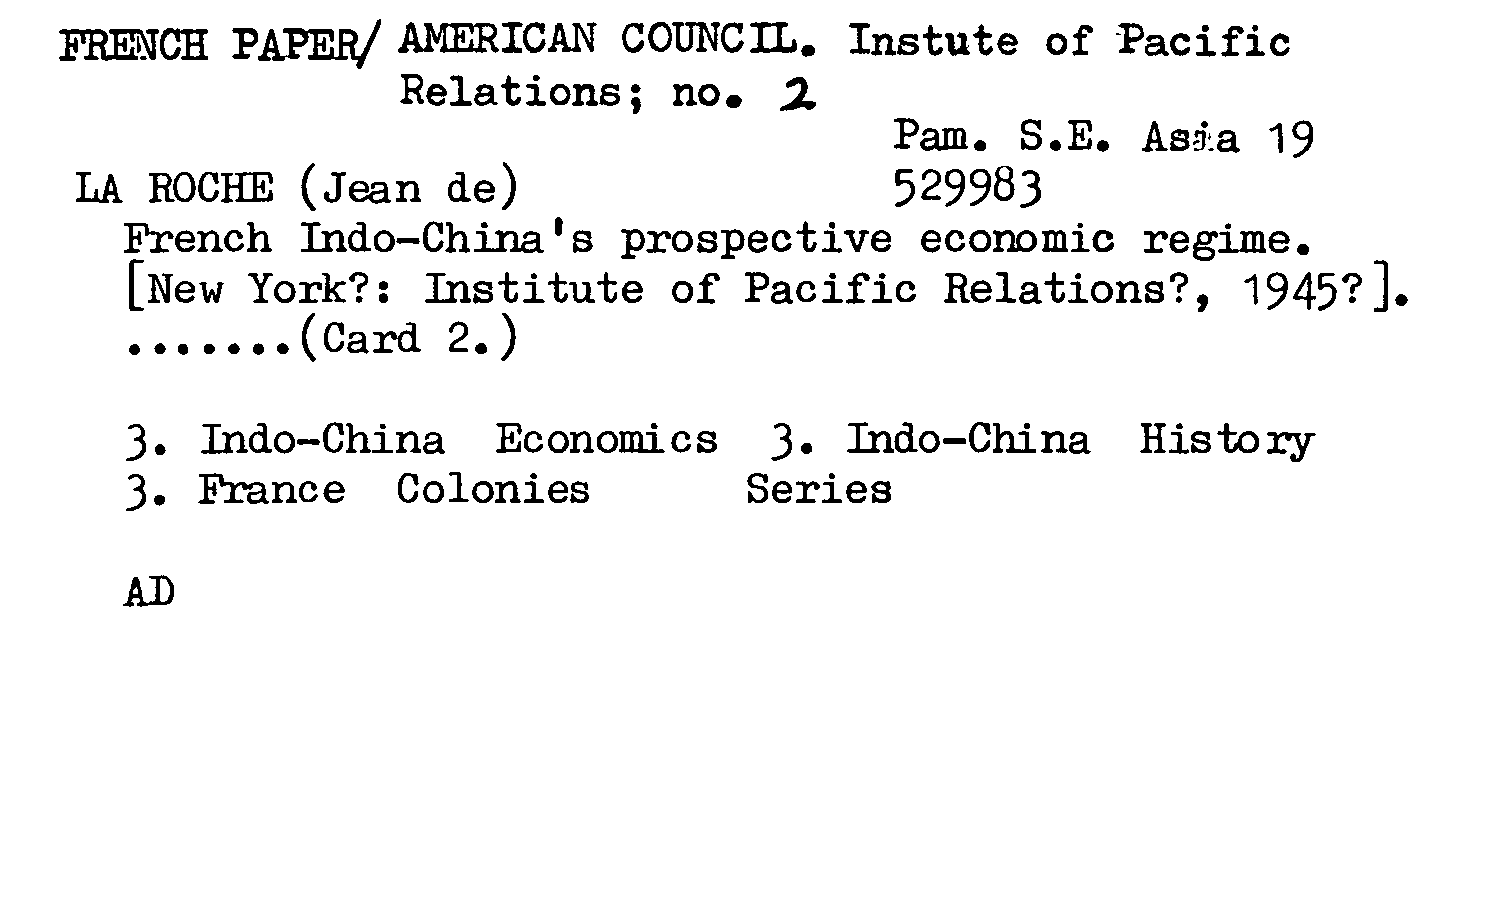 FRENCH PAPER/ AMERICAN COUNCIL. Instute of Pacific
Relations; no. 2
Pam. S.E. Asia 19
LA ROCHE (Jean de) 529983
French Indo-China's prospective economic regime.
[New York?: Institute of Pacific Relations?, 1945?].
.......(Card 2.)
3. Indo-China Economics 3. Indo-China History
3. France Colonies Series
AD